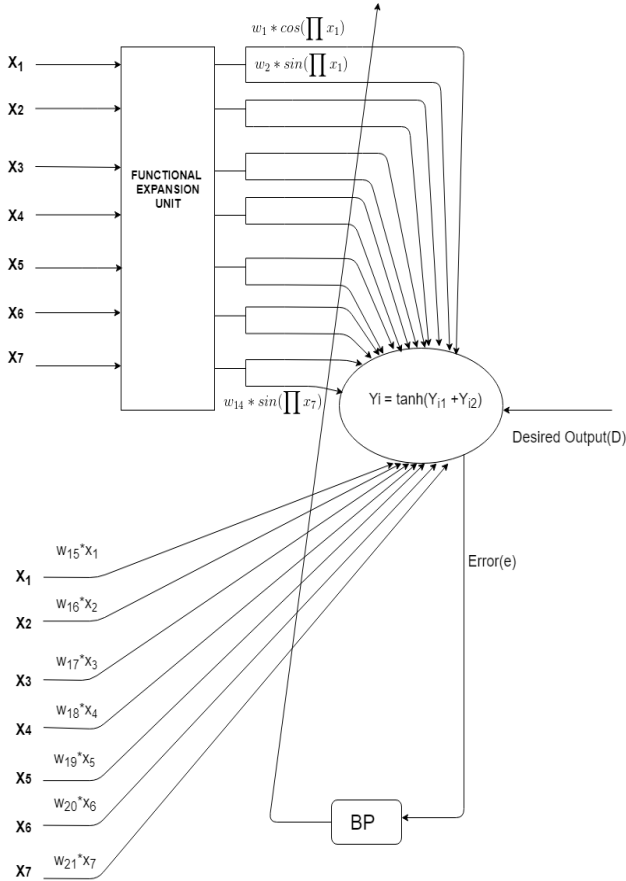 w₁ ∗ cos(∏ x₁)
w₂ ∗ sin(∏ x₁)
X₁
X₂
X₃
X₄
X₅
X₆
X₇
FUNCTIONAL
EXPANSION
UNIT
w₁₄ ∗ sin(∏ x₇)
Yi = tanh(Yᵢ₁ +Yᵢ₂)
Desired Output(D)
Error(e)
w₁₅*x₁
X₁
w₁₆*x₂
X₂
w₁₇*x₃
X₃
w₁₈*x₄
X₄
w₁₉*x₅
X₅
w₂₀*x₆
X₆
w₂₁*x₇
X₇
BP